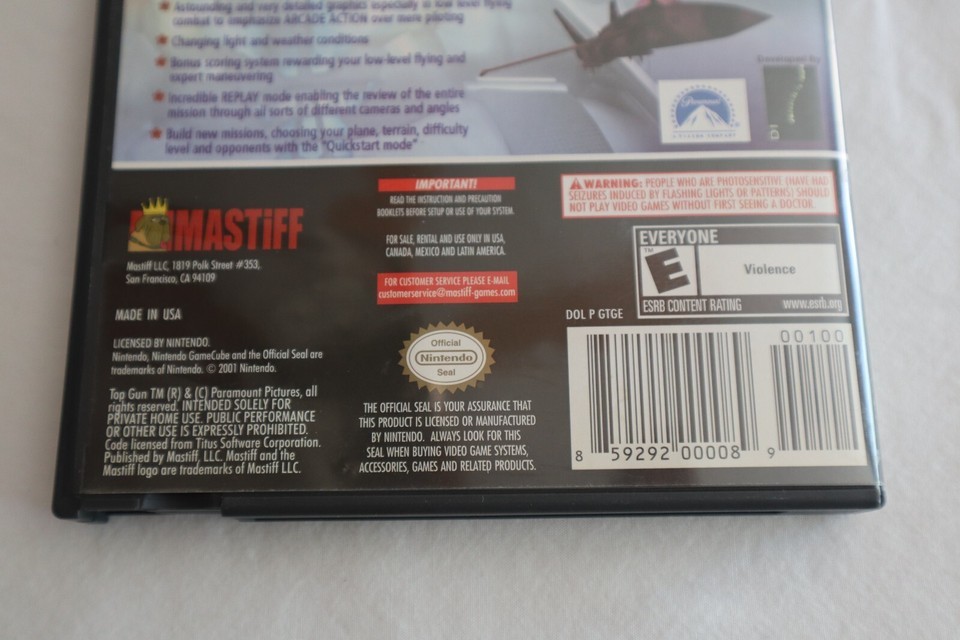 Astounding and very detailed graphics especially in low level flying
combat to emphasize ARCADE ACTION over mere piloting
Changing light and weather conditions
Bonus scoring system rewarding your low-level flying and
expert maneuvering
Incredible REPLAY mode enabling the review of the entire
mission through all sorts of different cameras and angles
Build new missions, choosing your plane, terrain, difficulty
level and opponents with the "Quickstart mode"
Developed by
Paramount
MASTiFF
Mastiff LLC, 1819 Polk Street #353,
San Francisco, CA 94109
MADE IN USA
LICENSED BY NINTENDO.
Nintendo, Nintendo GameCube and the Official Seal are
trademarks of Nintendo. © 2001 Nintendo.
Top Gun TM (R) & (C) Paramount Pictures, all
rights reserved. INTENDED SOLELY FOR
PRIVATE HOME USE. PUBLIC PERFORMANCE
OR OTHER USE IS EXPRESSLY PROHIBITED.
Code licensed from Titus Software Corporation.
Published by Mastiff, LLC. Mastiff and the
Mastiff logo are trademarks of Mastiff LLC.
IMPORTANT!
READ THE INSTRUCTION AND PRECAUTION
BOOKLETS BEFORE SETUP OR USE OF YOUR SYSTEM
FOR SALE, RENTAL AND USE ONLY IN USA,
CANADA, MEXICO AND LATIN AMERICA.
FOR CUSTOMER SERVICE PLEASE E-MAIL
customerservice@mastiff-games.com
Official
Nintendo
Seal
THE OFFICIAL SEAL IS YOUR ASSURANCE THAT
THIS PRODUCT IS LICENSED OR MANUFACTURED
BY NINTENDO. ALWAYS LOOK FOR THIS
SEAL WHEN BUYING VIDEO GAME SYSTEMS,
ACCESSORIES, GAMES AND RELATED PRODUCTS.
WARNING: PEOPLE WHO ARE PHOTOSENSITIVE (HAVE HAD
SEIZURES INDUCED BY FLASHING LIGHTS OR PATTERNS) SHOULD
NOT PLAY VIDEO GAMES WITHOUT FIRST SEEING A DOCTOR.
EVERYONE
E
TM
Violence
ESRB CONTENT RATING www.esrb.org
DOL P GTGE
00100
8 59292 00008 9